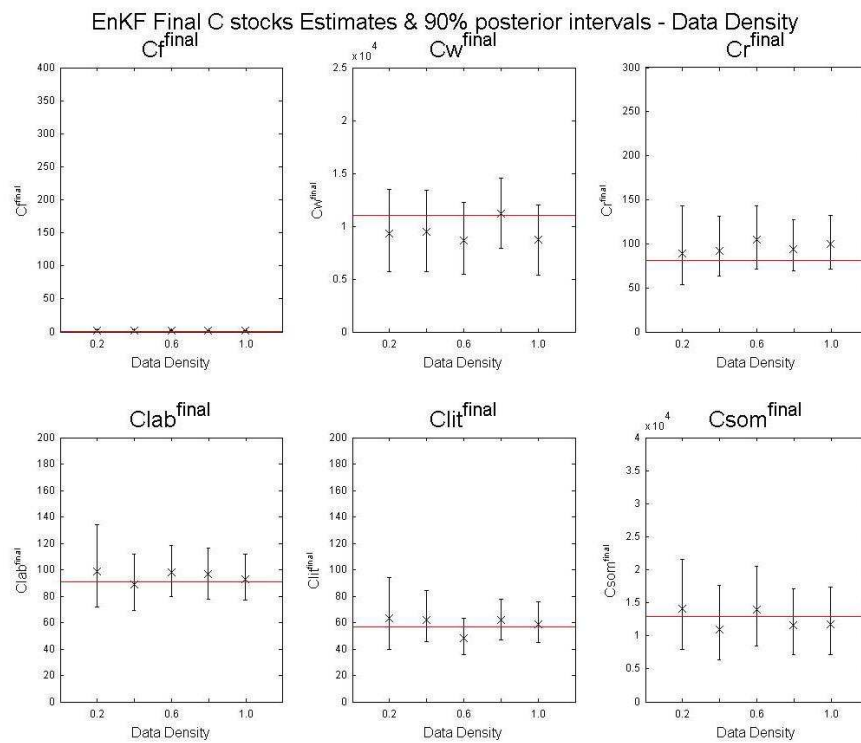 EnKF Final C stocks Estimates & 90% posterior intervals - Data Density
Cf^final
400
350
300
250
200
150
100
50
0
Cf^final
0.2 0.6 1.0
Data Density
Cw^final
x 10^4
2.5
2
1.5
1
0.5
0
Cw^final
0.2 0.6 1.0
Data Density
Cr^final
300
250
200
150
100
50
0
Cr^final
0.2 0.6 1.0
Data Density
Clab^final
200
180
160
140
120
100
80
60
40
20
0
Clab^final
0.2 0.6 1.0
Data Density
Clit^final
200
180
160
140
120
100
80
60
40
20
0
Clit^final
0.2 0.6 1.0
Data Density
Csom^final
x 10^4
4
3.5
3
2.5
2
1.5
1
0.5
0
Csom^final
0.2 0.6 1.0
Data Density